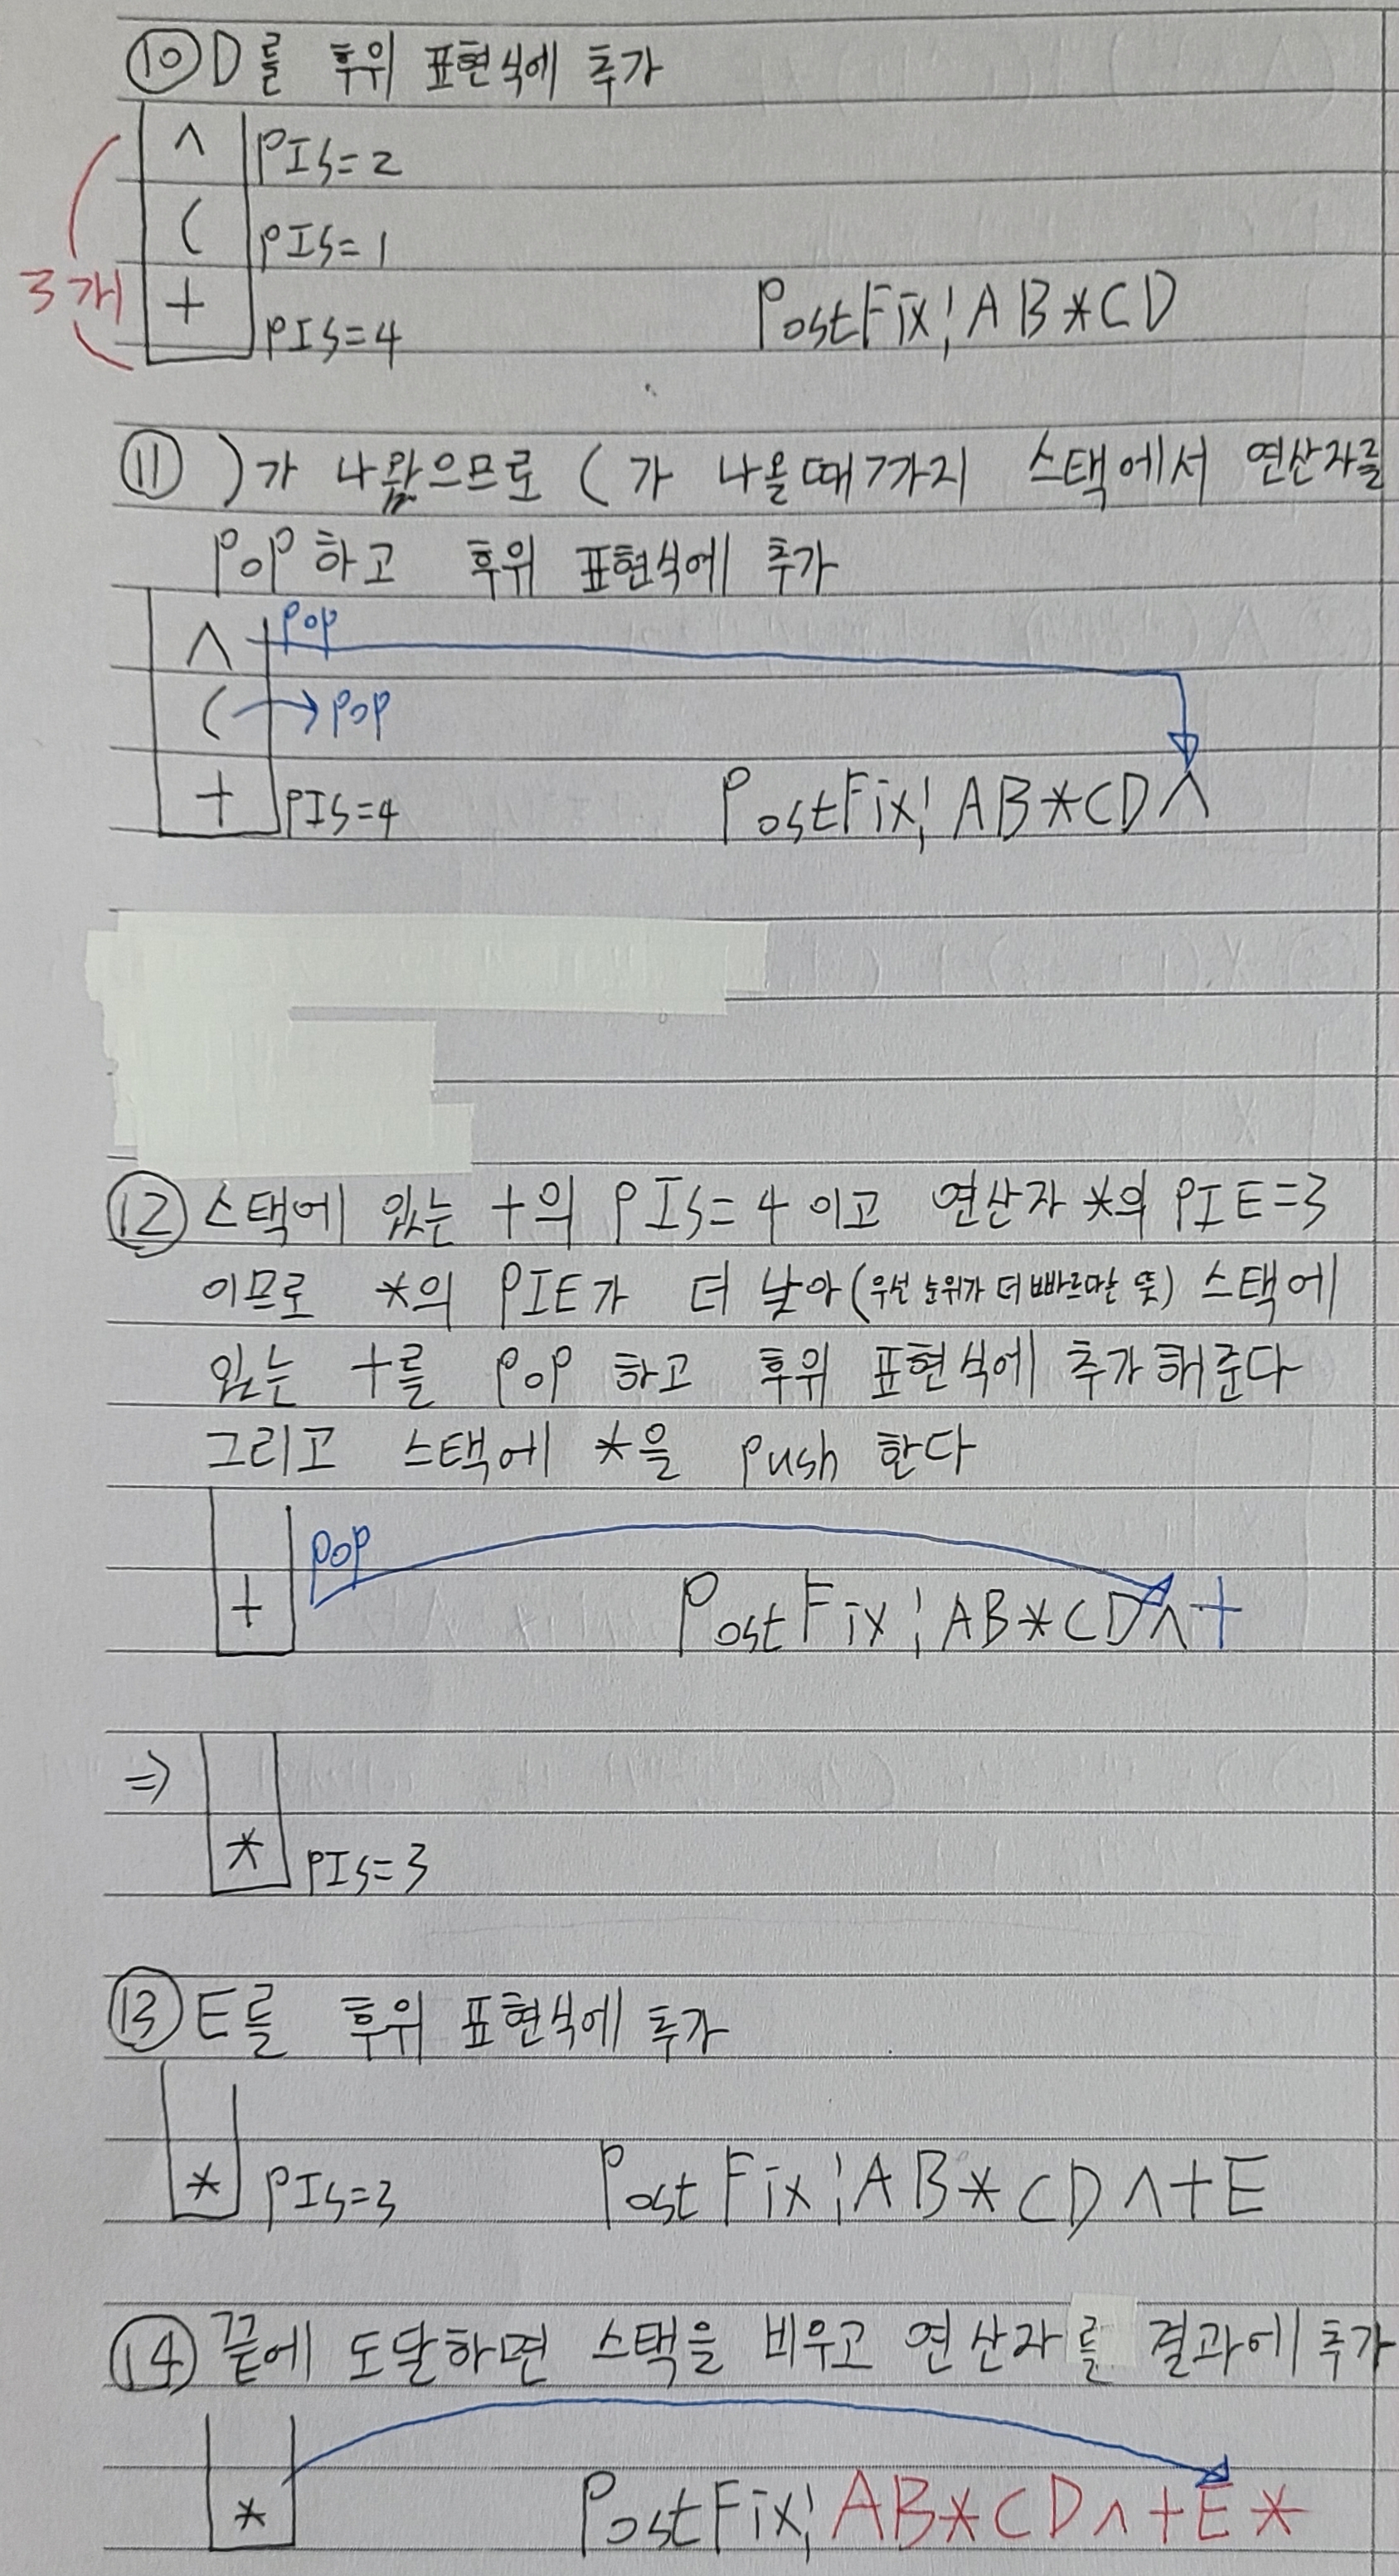 ⑩ D를 후위 표현식에 추가
∧ PIS=2
( PIS=1
3개
+ PIS=4
PostFix: AB*CD
⑪ )가 나왔으므로 (가 나올때까지 스택에서 연산자를
POP하고 후위 표현식에 추가
∧ POP
( → POP
+ PIS=4
PostFix: AB*CD∧
⑫ 스택에 있는 +의 PIS=4이고 연산자 *의 PIE=3
이므로 *의 PIE가 더 낮아(우선 순위가 더 빠르다는 뜻) 스택에
있는 +를 POP 하고 후위 표현식에 추가해준다
그리고 스택에 *을 push 한다
POP
+
PostFix: AB*CD∧+
⇒
* PIS=3
⑬ E를 후위 표현식에 추가
* PIS=3
PostFix: AB*CD∧+E
⑭ 끝에 도달하면 스택을 비우고 연산자를 결과에 추가
*
PostFix: AB*CD∧+E*